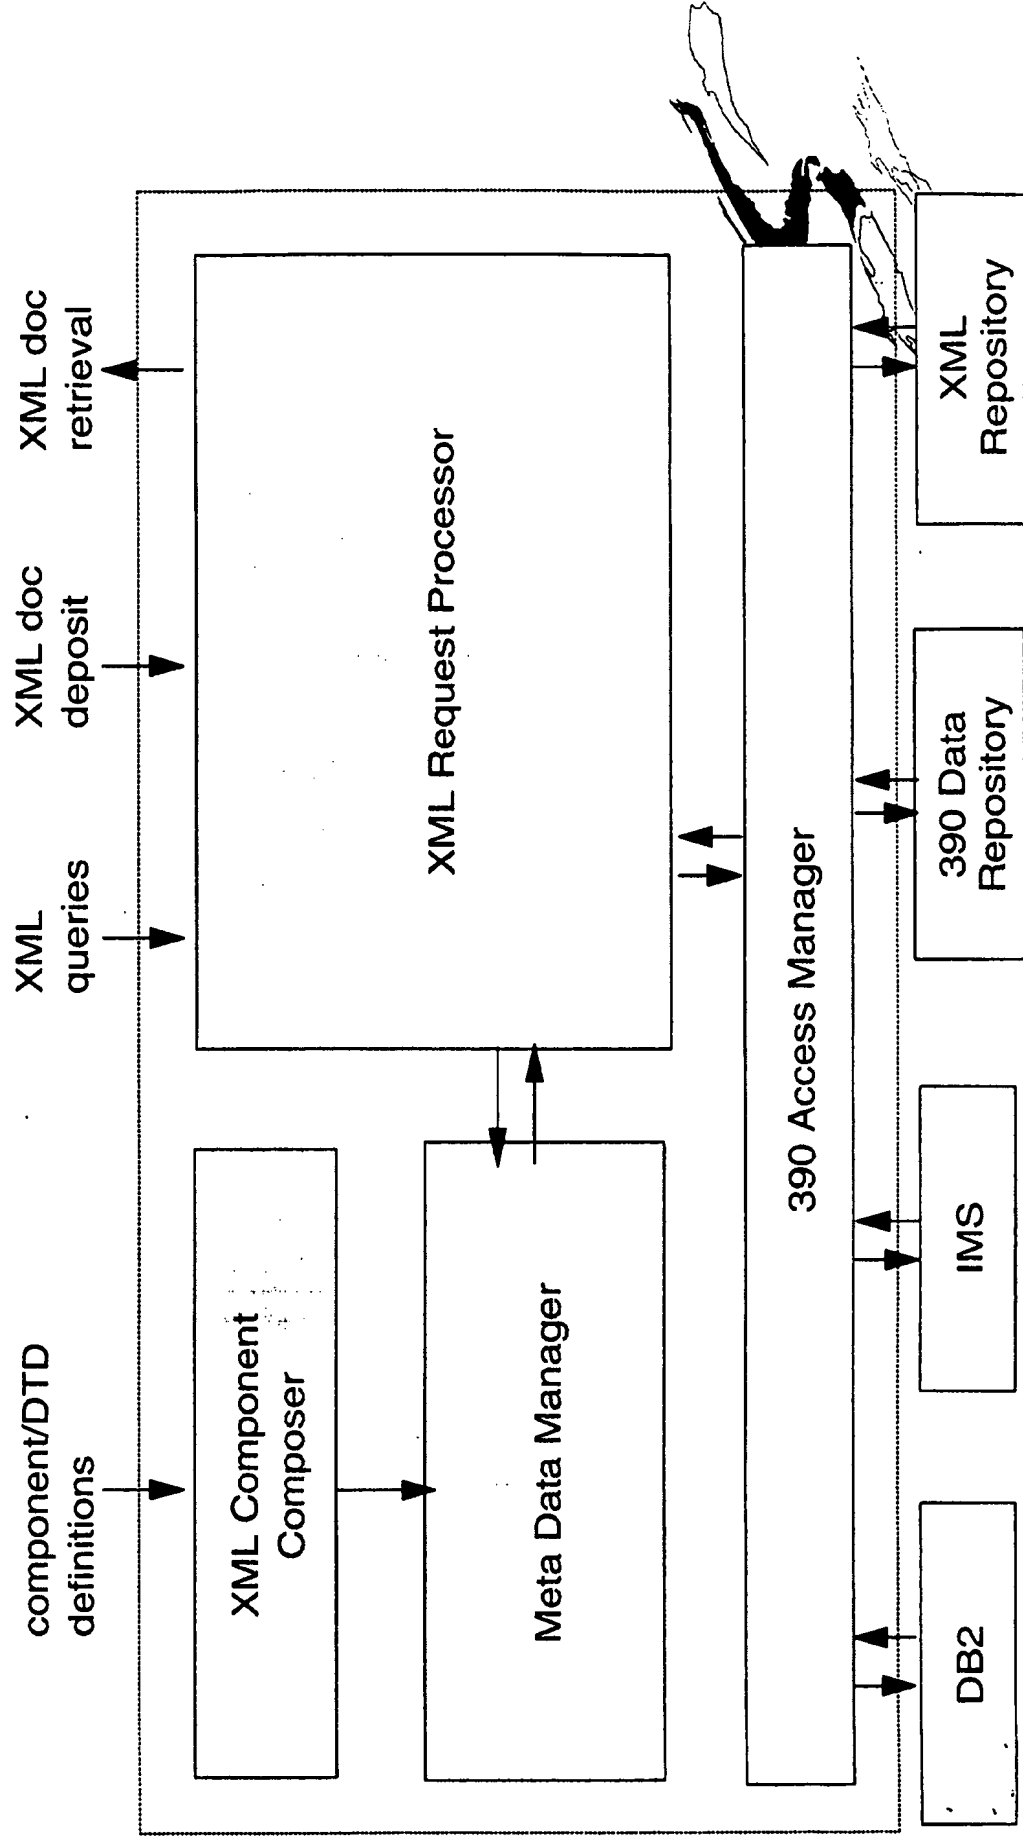 component/DTD
definitions
XML
queries
XML doc
deposit
XML doc
retrieval
XML Component
Composer
Meta Data Manager
XML Request Processor
390 Access Manager
DB2
IMS
390 Data
Repository
XML
Repository